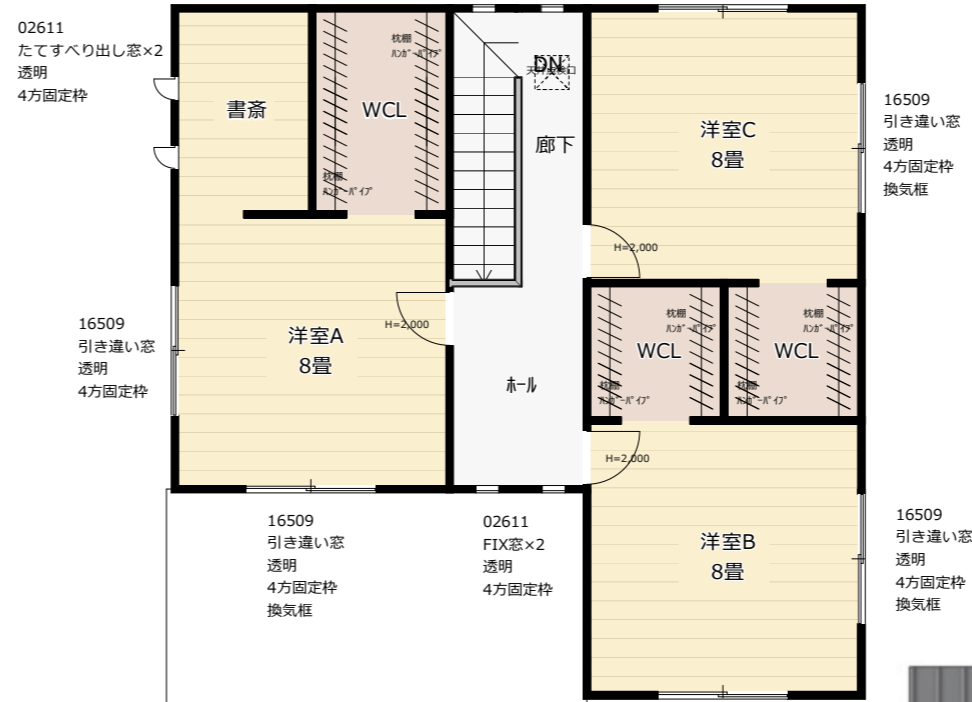 02611
たてすべり出し窓×2
透明
4方固定枠
書斎
枕棚
ﾊﾝｶﾞｰﾊﾟｲﾌﾟ
WCL
枕棚
ﾊﾝｶﾞｰﾊﾟｲﾌﾟ
DN
廊下
洋室C
8畳
16509
引き違い窓
透明
4方固定枠
換気框
H=2,000
16509
引き違い窓
透明
4方固定枠
洋室A
8畳
H=2,000
ﾎｰﾙ
枕棚
ﾊﾝｶﾞｰﾊﾟｲﾌﾟ
WCL
枕棚
ﾊﾝｶﾞｰﾊﾟｲﾌﾟ
枕棚
ﾊﾝｶﾞｰﾊﾟｲﾌﾟ
WCL
枕棚
ﾊﾝｶﾞｰﾊﾟｲﾌﾟ
H=2,000
16509
引き違い窓
透明
4方固定枠
換気框
02611
FIX窓×2
透明
4方固定枠
洋室B
8畳
16509
引き違い窓
透明
4方固定枠
換気框